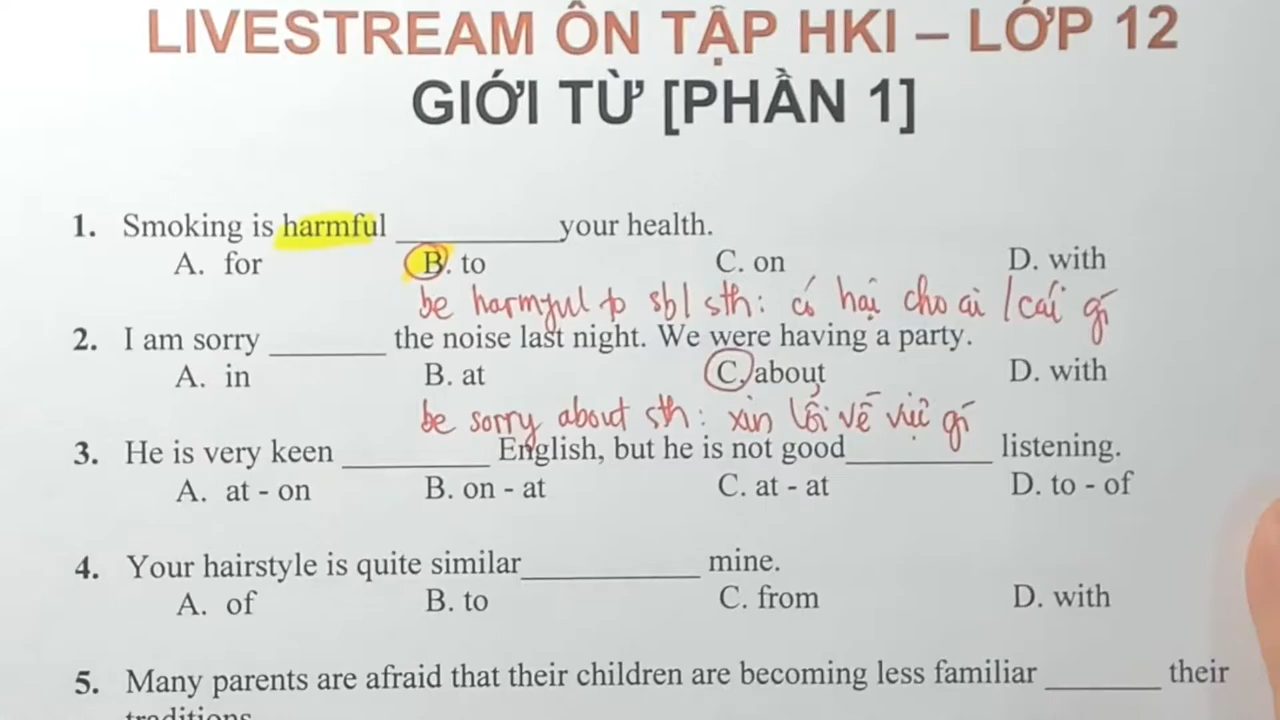 LIVESTREAM ÔN TẬP HKI – LỚP 12
GIỚI TỪ [PHẦN 1]
1. Smoking is harmful __________ your health.
A. for B. to C. on D. with
be harmful to sb/ sth: có hại cho ai / cái gì
2. I am sorry _______ the noise last night. We were having a party.
A. in B. at C. about D. with
be sorry about sth: xin lỗi về việc gì
3. He is very keen _________ English, but he is not good_________ listening.
A. at - on B. on - at C. at - at D. to - of
4. Your hairstyle is quite similar___________ mine.
A. of B. to C. from D. with
5. Many parents are afraid that their children are becoming less familiar _______ their
traditions